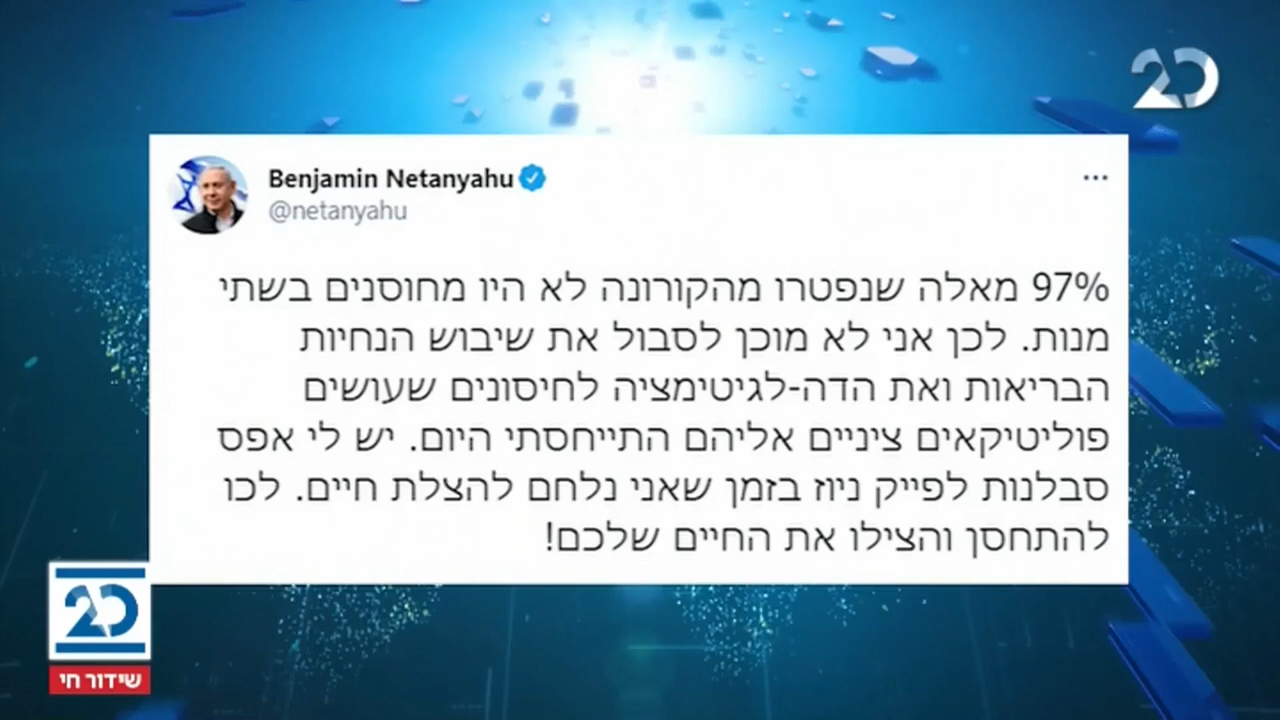 20
Benjamin Netanyahu
@netanyahu
97% מאלה שנפטרו מהקורונה לא היו מחוסנים בשתי
מנות. לכן אני לא מוכן לסבול את שיבוש הנחיות
הבריאות ואת הדה-לגיטימציה לחיסונים שעושים
פוליטיקאים ציניים אליהם התייחסתי היום. יש לי אפס
סבלנות לפייק ניוז בזמן שאני נלחם להצלת חיים. לכו
להתחסן והצילו את החיים שלכם!
20
שידור חי